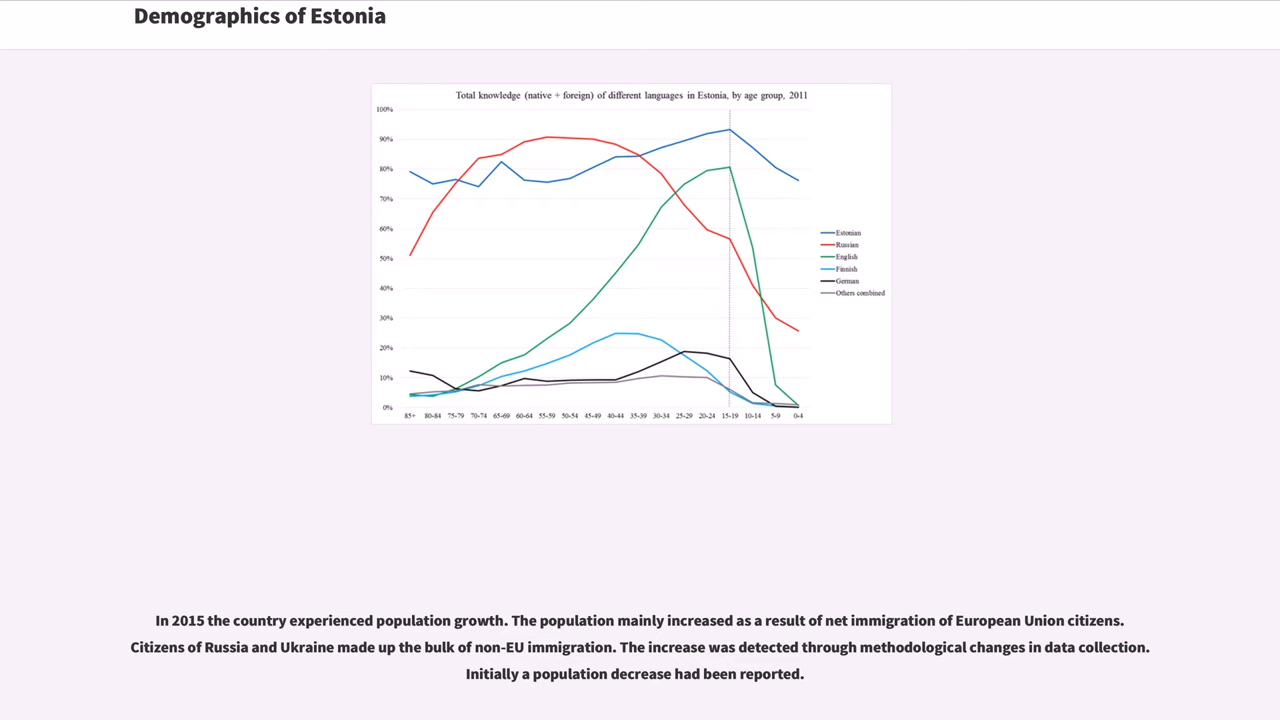 Demographics of Estonia
Total knowledge (native + foreign) of different languages in Estonia, by age group, 2011
100%
90%
80%
70%
60%
50%
40%
30%
20%
10%
0%
85+ 80-84 75-79 70-74 65-69 60-64 55-59 50-54 45-49 40-44 35-39 30-34 25-29 20-24 15-19 10-14 5-9 0-4
Estonian
Russian
English
Finnish
German
Others combined
In 2015 the country experienced population growth. The population mainly increased as a result of net immigration of European Union citizens.
Citizens of Russia and Ukraine made up the bulk of non-EU immigration. The increase was detected through methodological changes in data collection.
Initially a population decrease had been reported.